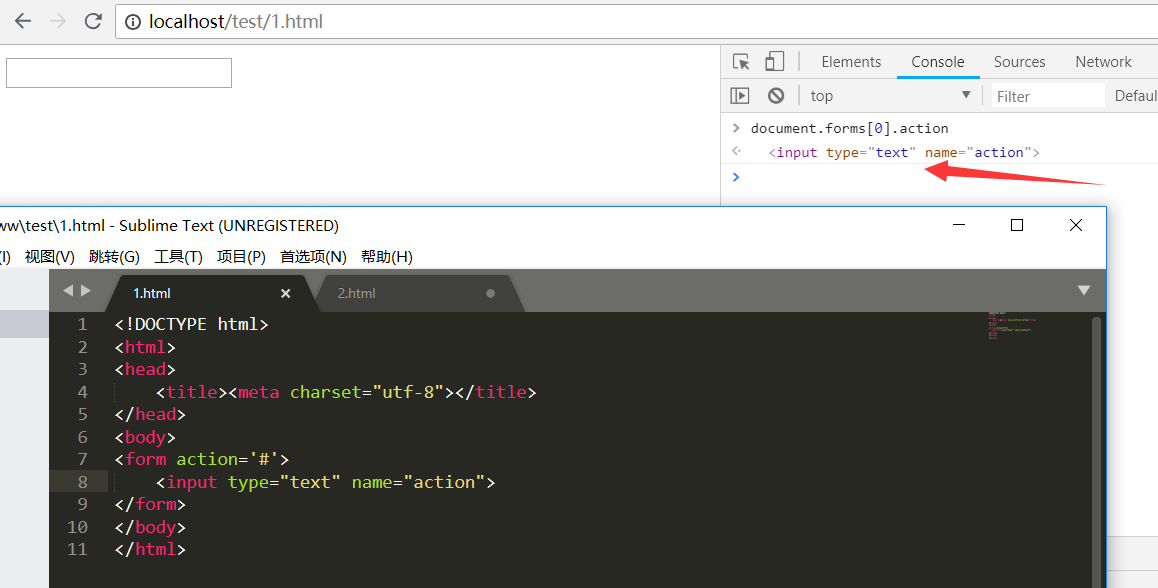 localhost/test/1.html
Elements Console Sources Network
top Filter Defaul
document.forms[0].action
<input type="text" name="action">
ww\test\1.html - Sublime Text (UNREGISTERED)
(I) 视图(V) 跳转(G) 工具(T) 项目(P) 首选项(N) 帮助(H)
1.html 2.html
1 <!DOCTYPE html>
2 <html>
3 <head>
4 <title><meta charset="utf-8"></title>
5 </head>
6 <body>
7 <form action='#'>
8 <input type="text" name="action">
9 </form>
10 </body>
11 </html>